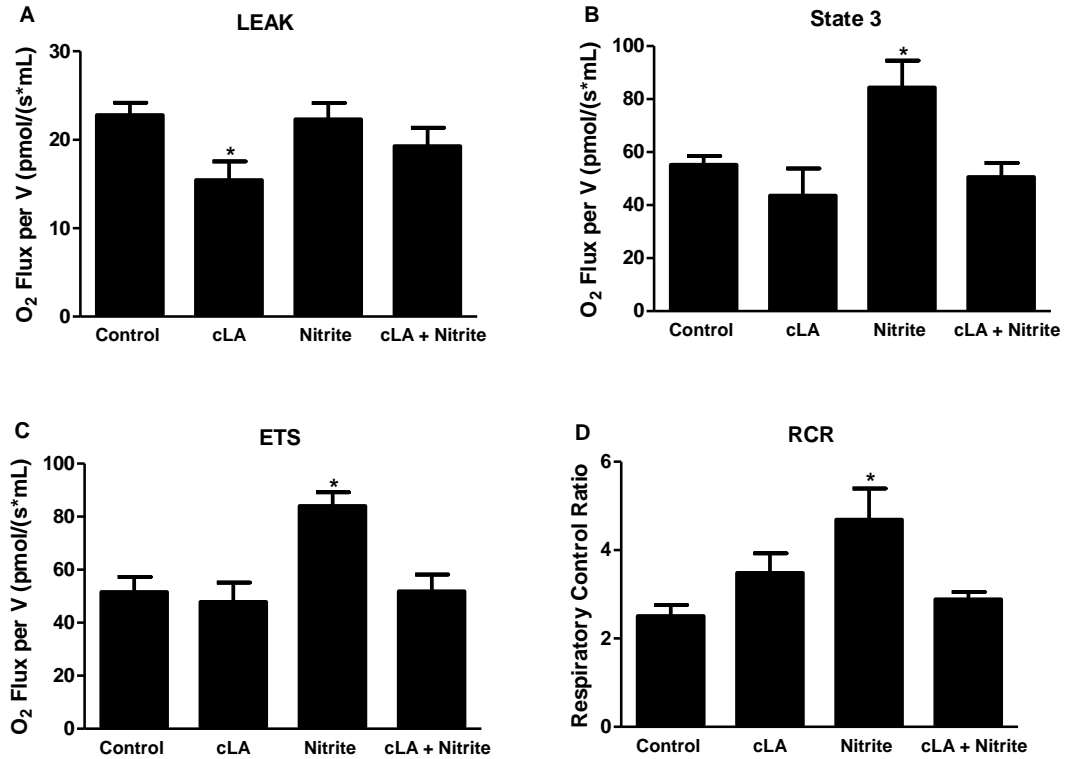 A
LEAK
O₂ Flux per V (pmol/(s*mL)
30
20
10
0
*
Control
cLA
Nitrite
cLA + Nitrite
B
State 3
O₂ Flux per V (pmol/(s*mL)
100
80
60
40
20
0
*
Control
cLA
Nitrite
cLA + Nitrite
C
ETS
O₂ Flux per V (pmol/(s*mL)
100
80
60
40
20
0
*
Control
cLA
Nitrite
cLA + Nitrite
D
RCR
Respiratory Control Ratio
6
4
2
0
*
Control
cLA
Nitrite
cLA + Nitrite